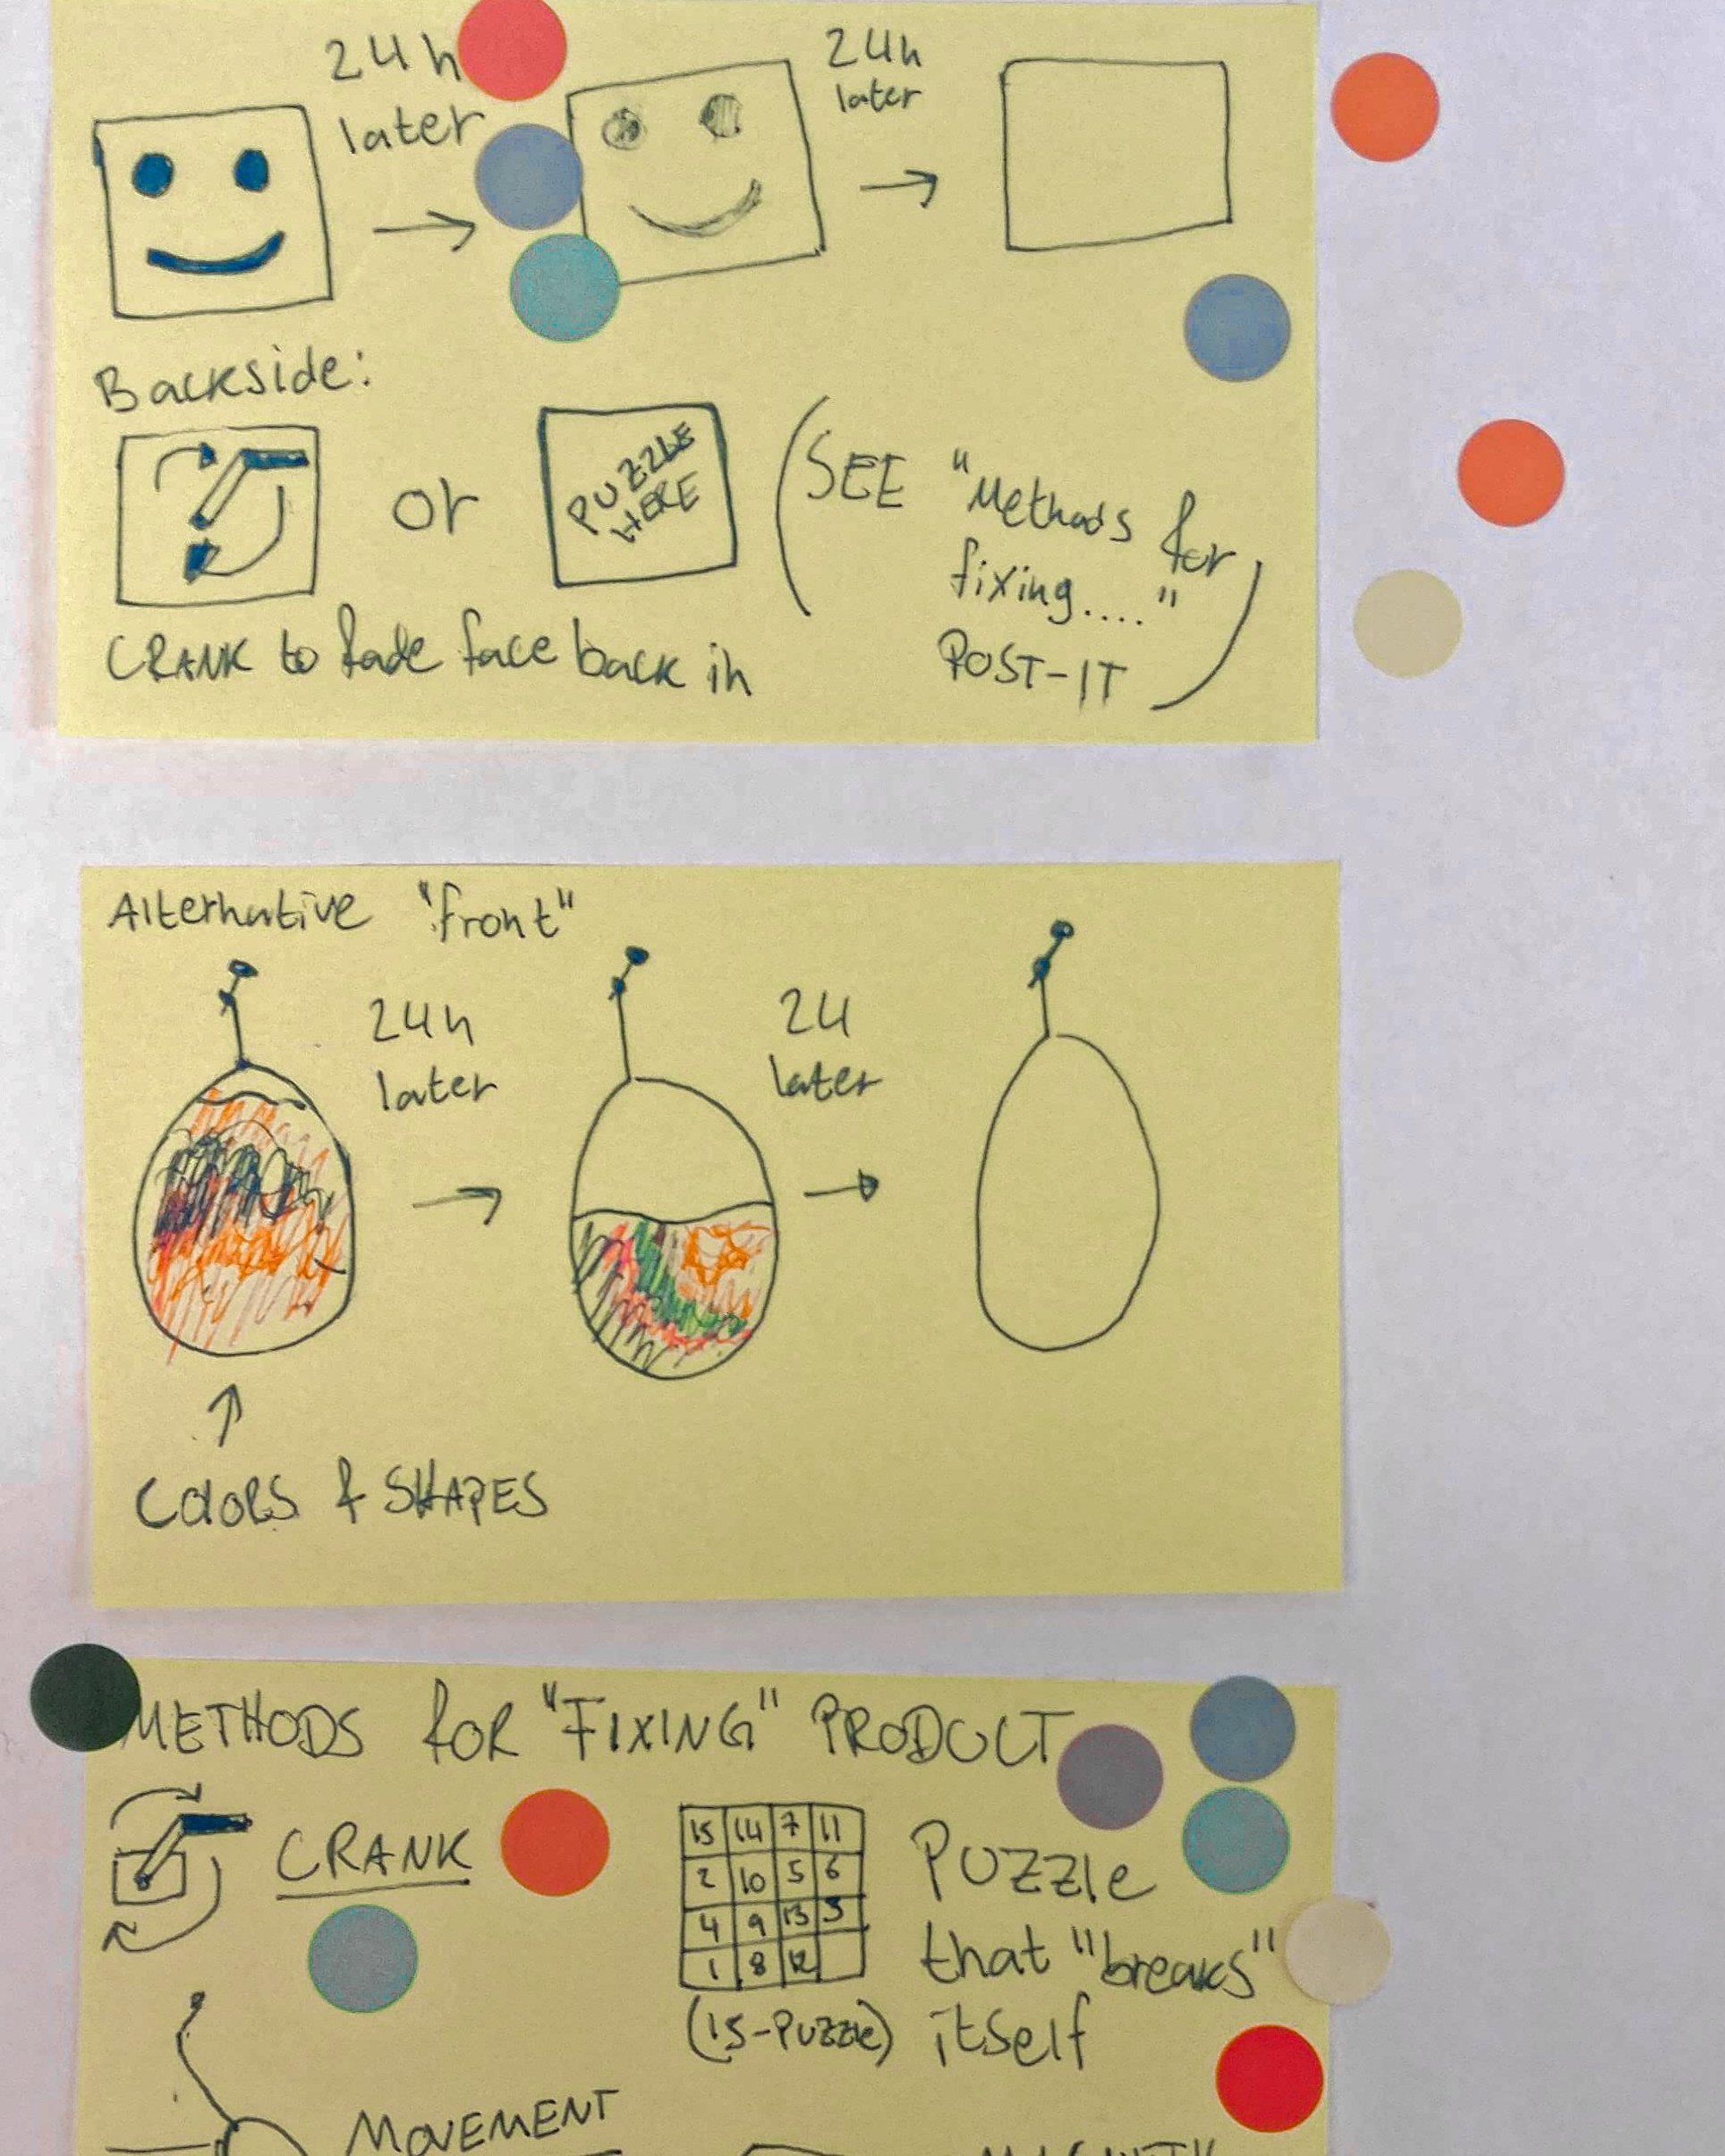 24h
later
24h
later
Backside:
or
PUZZLE
HERE
(SEE "Methods for
fixing...."
POST-IT)
CRANK to fade face back in
Alternative "front"
24h
later
24
later
COLORS & SHAPES
METHODS for "FIXING" PRODUCT
CRANK
15 14 7 11
2 10 5 6
4 9 13 3
1 8 12
(15-PUZZLE)
PUZZle
that "breaks"
itself
MOVEMENT